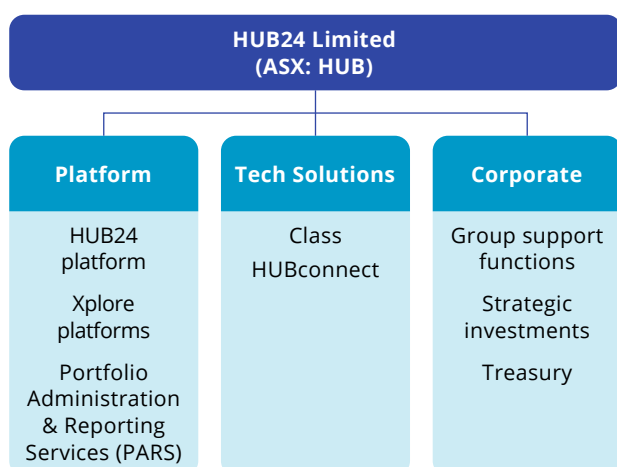 HUB24 Limited
(ASX: HUB)
Platform
HUB24
platform
Xplore
platforms
Portfolio
Administration
& Reporting
Services (PARS)
Tech Solutions
Class
HUBconnect
Corporate
Group support
functions
Strategic
investments
Treasury